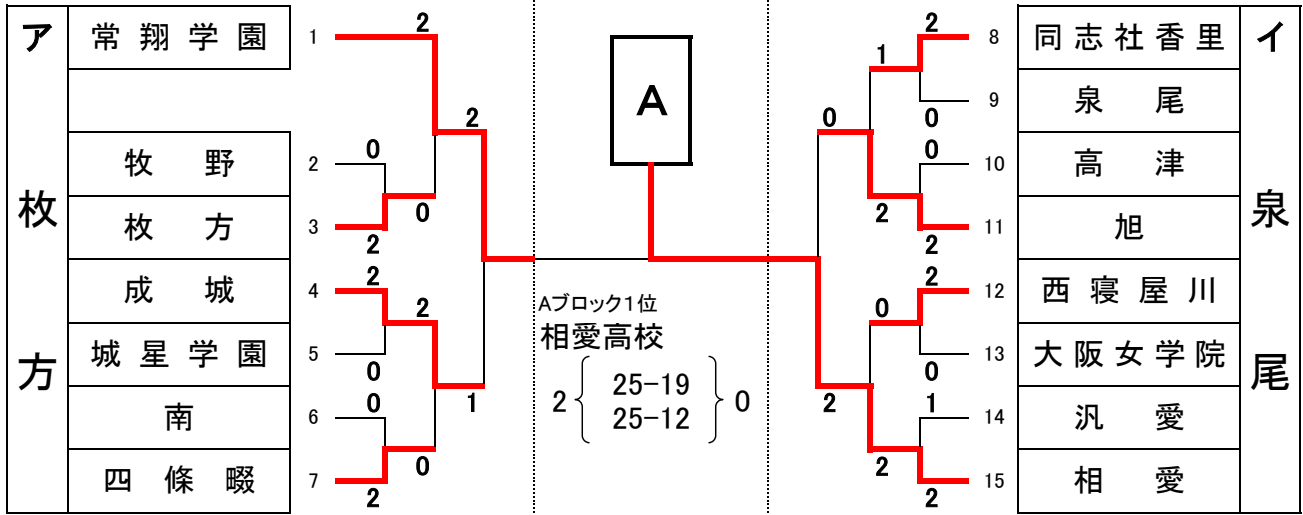 ア
枚
方
常翔学園 1
牧野 2
枚方 3
成城 4
城星学園 5
南 6
四條畷 7
2
2
0
0
2
2
2
0
0
1
0
2
A
Aブロック１位
相愛高校
2 { 25-19 } 0
25-12
2
1
0
0
0
2
2
2
0
0
1
2
2
2
8 同志社香里
9 泉尾
10 高津
11 旭
12 西寝屋川
13 大阪女学院
14 汎愛
15 相愛
イ
泉
尾